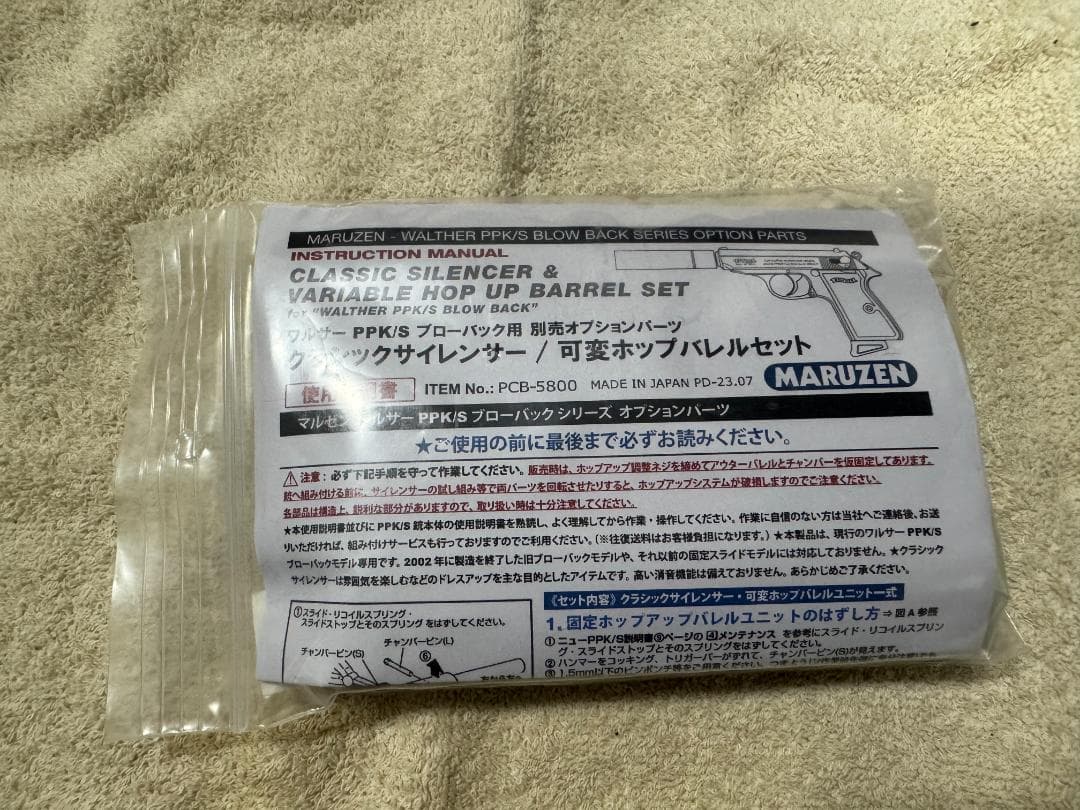 MARUZEN - WALTHER PPK/S BLOW BACK SERIES OPTION PARTS
INSTRUCTION MANUAL
CLASSIC SILENCER &
VARIABLE HOP UP BARREL SET
for "WALTHER PPK/S BLOW BACK"
ワルサー PPK/S ブローバック用 別売オプションパーツ
クラシックサイレンサー / 可変ホップバレルセット
使用説明書 ITEM No.: PCB-5800 MADE IN JAPAN PD-23.07 MARUZEN
マルゼン ワルサー PPK/S ブローバックシリーズ オプションパーツ
★ご使用の前に最後まで必ずお読みください。
注意：必ず下記手順を守って作業してください。販売時は、ホップアップ調整ネジを締めてアウターバレルとチャンバーを仮固定してあります。
銃へ組み付ける前に、サイレンサーの試し組み等で両パーツを回転させたりすると、ホップアップシステムが破損しますのでご注意ください。
各部品は構造上、鋭利な部分がありますので、取り扱い時は十分注意してください。
★本使用説明書並びに PPK/S 銃本体の使用説明書を熟読し、よく理解してから作業・操作してください。作業に自信のない方は当社へご連絡後、お送
りいただければ、組み付けサービスも行っておりますのでご利用ください。（※往復送料はお客様負担になります。）★本製品は、現行のワルサー PPK/S
ブローバックモデル専用です。2002 年に製造を終了した旧ブローバックモデルや、それ以前の固定スライドモデルには対応しておりません。★クラシック
サイレンサーは雰囲気を楽しむなどのドレスアップを主な目的としたアイテムです。高い消音機能は備えておりません。あらかじめご了承ください。
《セット内容》クラシックサイレンサー・可変ホップバレルユニット一式
1. 固定ホップアップバレルユニットのはずし方 ⇒ 図 A 参照
① ニューPPK/S説明書⑨ページの ④メンテナンス を参考にスライド・リコイルスプリン
グ・スライドストップとそのスプリングをはずしてください。
② ハンマーをコッキング、トリガーバーがずれて、チャンバーピン(S)が見えます。
③ 1.5mm以下のピンポンチ等をご用意ください。
①スライド・リコイルスプリング・
スライドストップとそのスプリング をはずしてください。
チャンバーピン(L)
チャンバーピン(S)
⑥